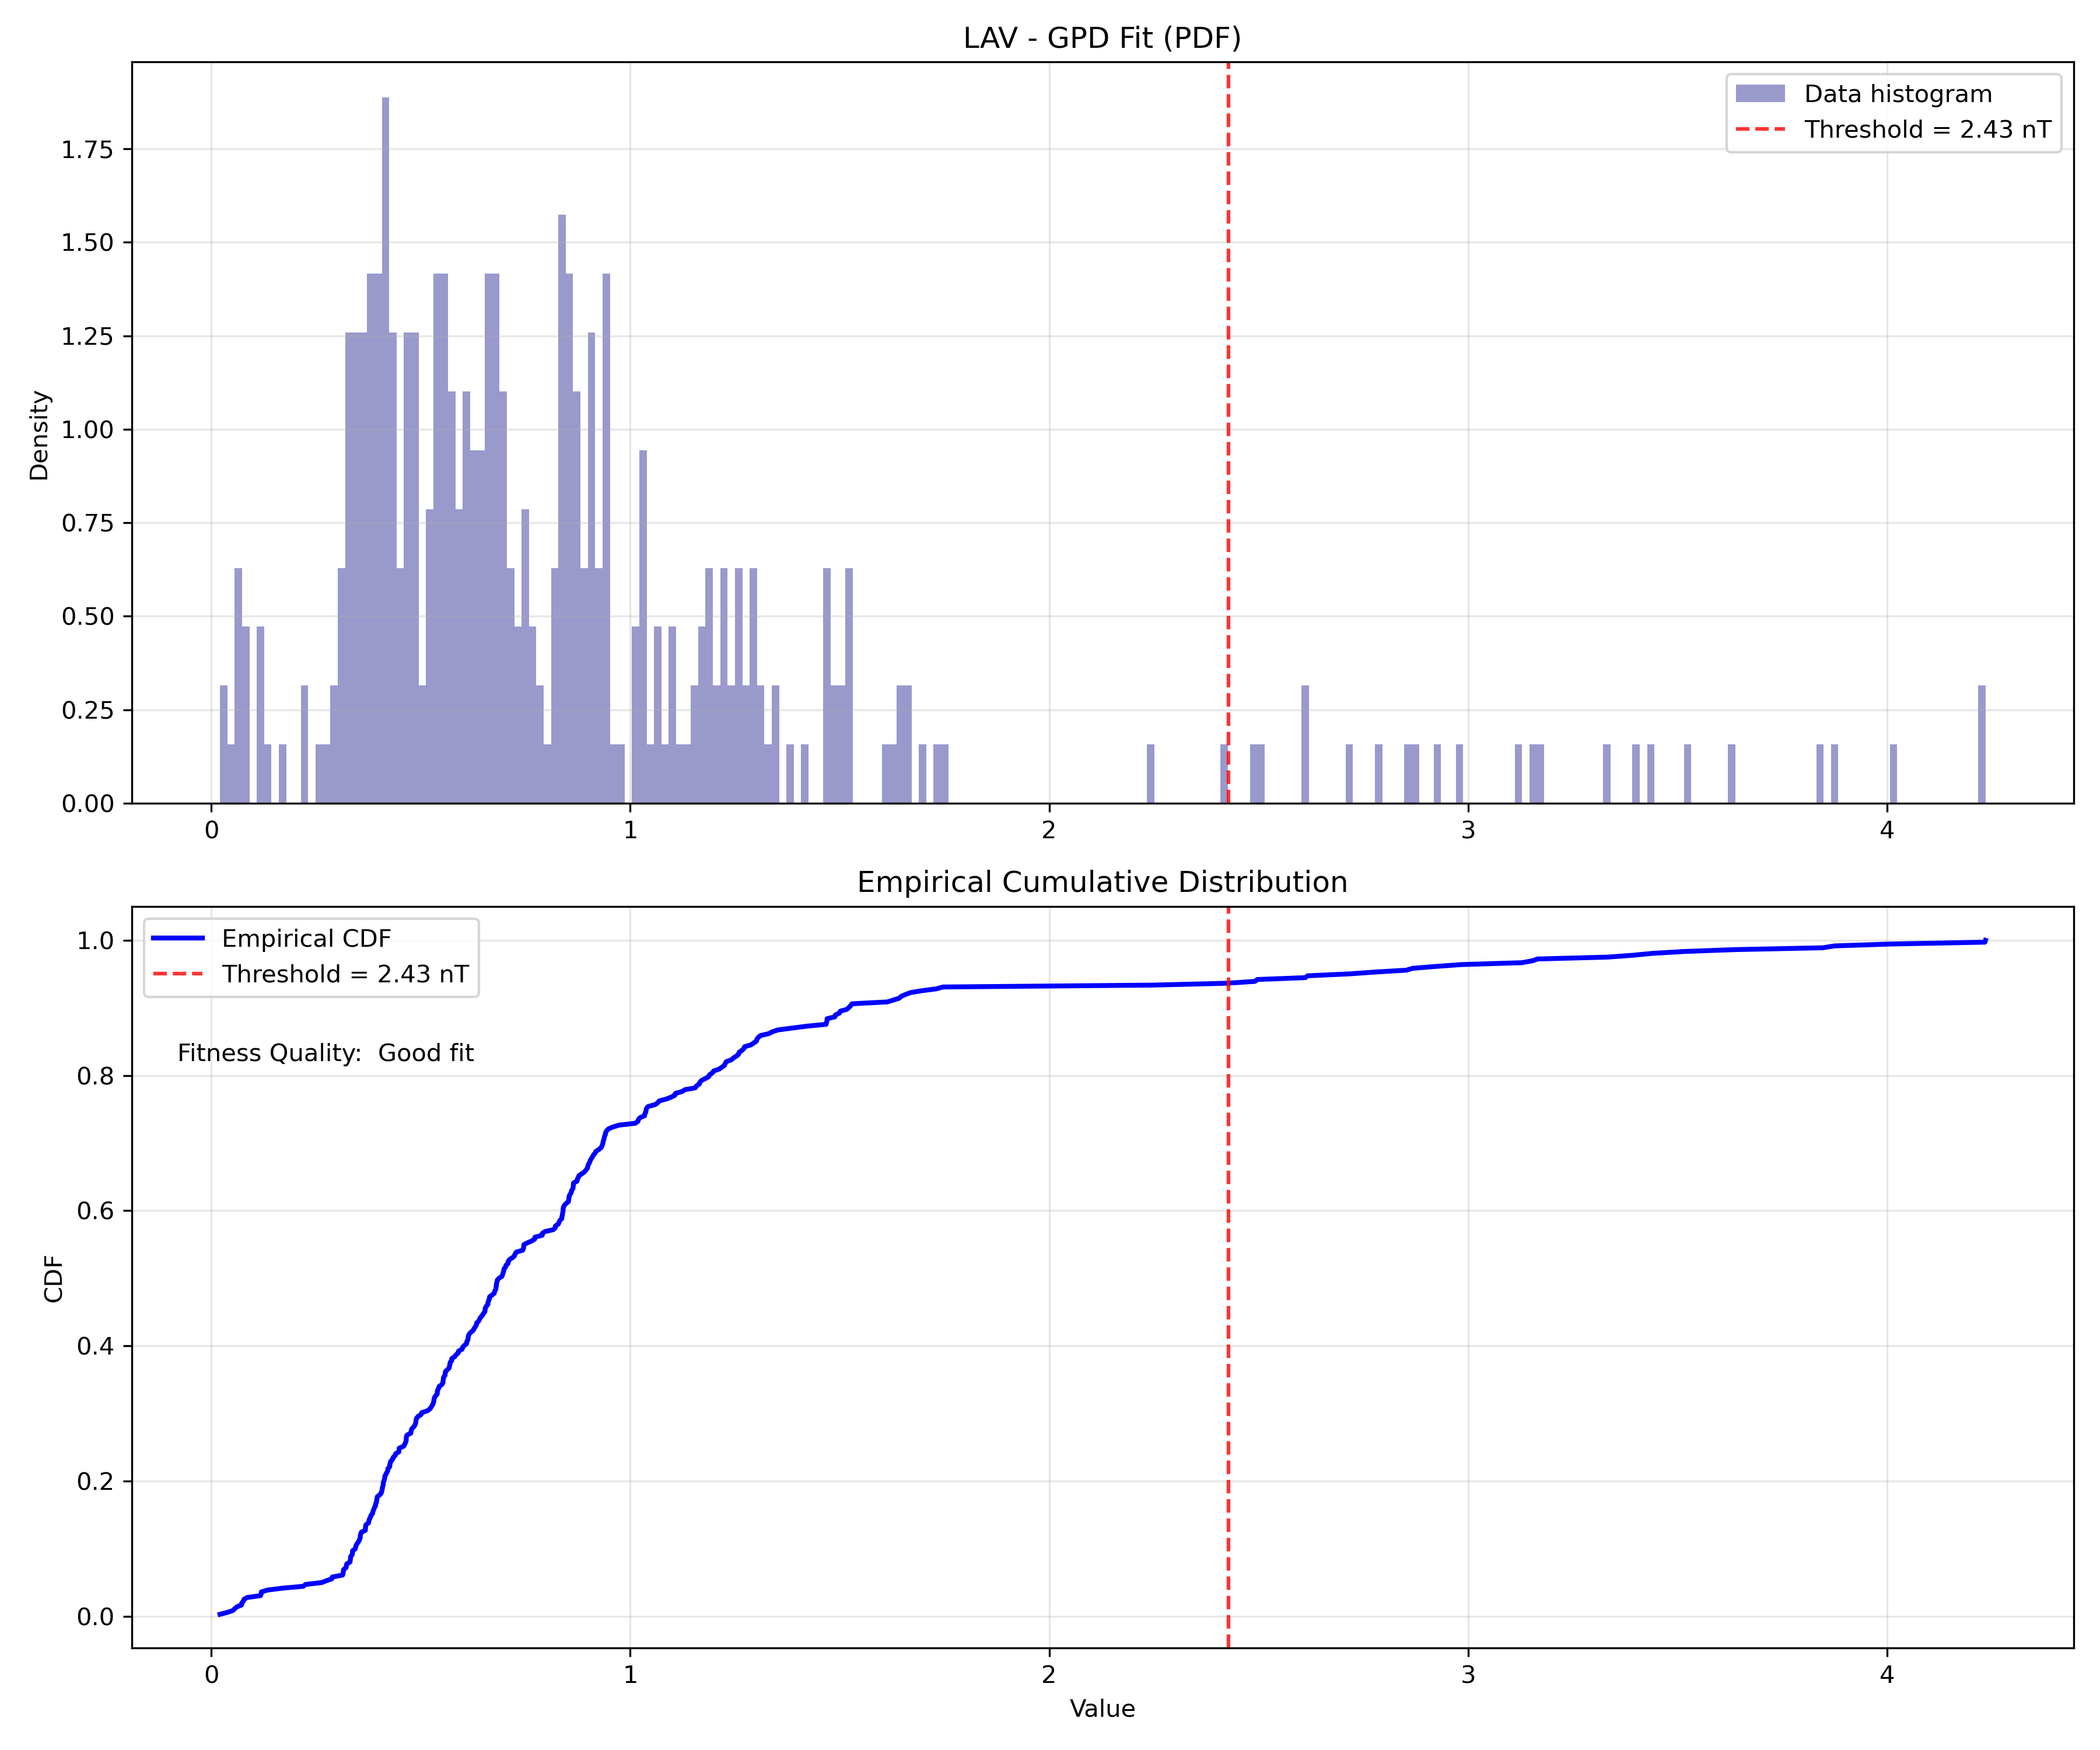 LAV - GPD Fit (PDF)
Data histogram
Threshold = 2.43 nT
Density
1.75
1.50
1.25
1.00
0.75
0.50
0.25
0.00
0 1 2 3 4
Empirical Cumulative Distribution
Empirical CDF
Threshold = 2.43 nT
Fitness Quality: Good fit
CDF
1.0
0.8
0.6
0.4
0.2
0.0
0 1 2 3 4
Value